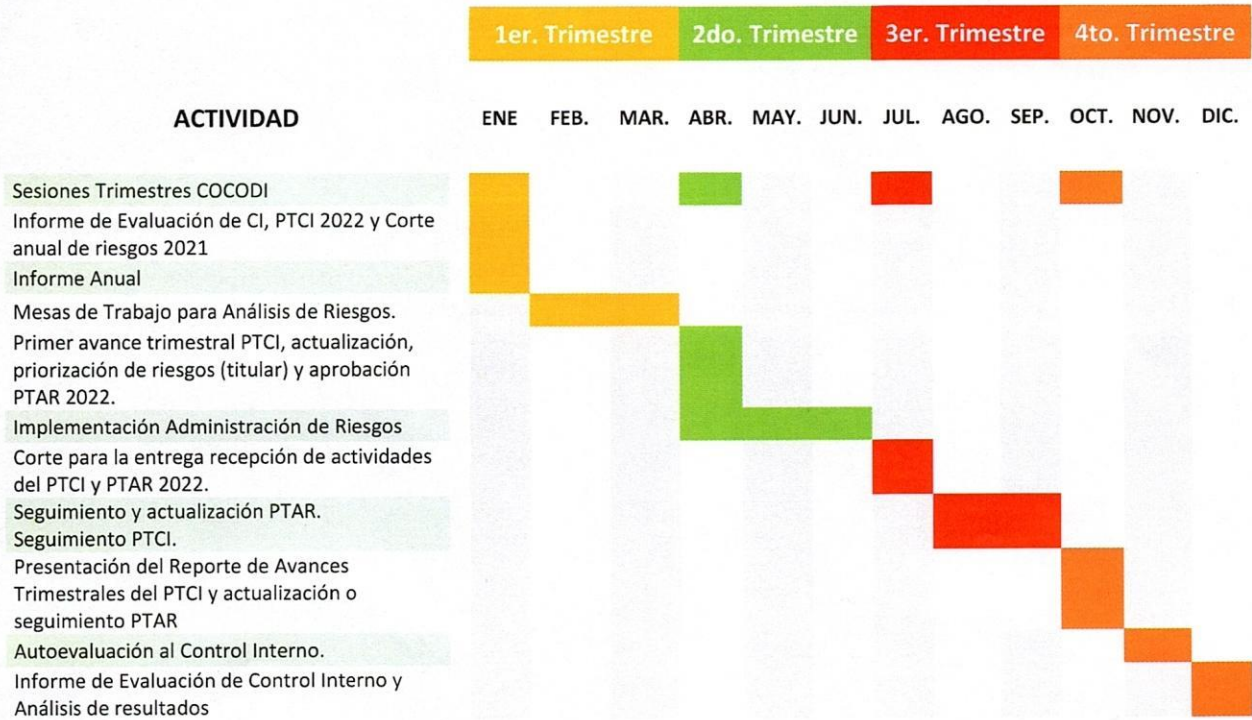 1er. Trimestre 2do. Trimestre 3er. Trimestre 4to. Trimestre
ACTIVIDAD ENE FEB. MAR. ABR. MAY. JUN. JUL. AGO. SEP. OCT. NOV. DIC.
Sesiones Trimestres COCODI
Informe de Evaluación de CI, PTCI 2022 y Corte
anual de riesgos 2021
Informe Anual
Mesas de Trabajo para Análisis de Riesgos.
Primer avance trimestral PTCI, actualización,
priorización de riesgos (titular) y aprobación
PTAR 2022.
Implementación Administración de Riesgos
Corte para la entrega recepción de actividades
del PTCI y PTAR 2022.
Seguimiento y actualización PTAR.
Seguimiento PTCI.
Presentación del Reporte de Avances
Trimestrales del PTCI y actualización o
seguimiento PTAR
Autoevaluación al Control Interno.
Informe de Evaluación de Control Interno y
Análisis de resultados